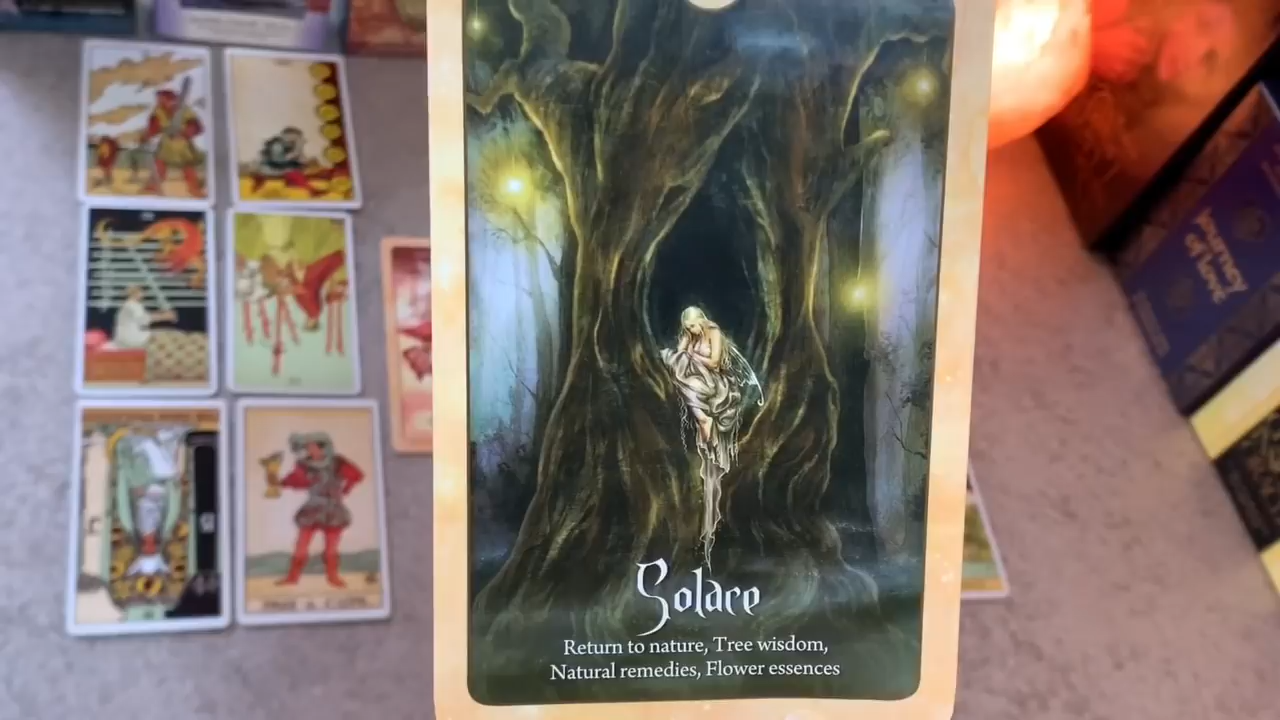 Solace
Return to nature, Tree wisdom,
Natural remedies, Flower essences